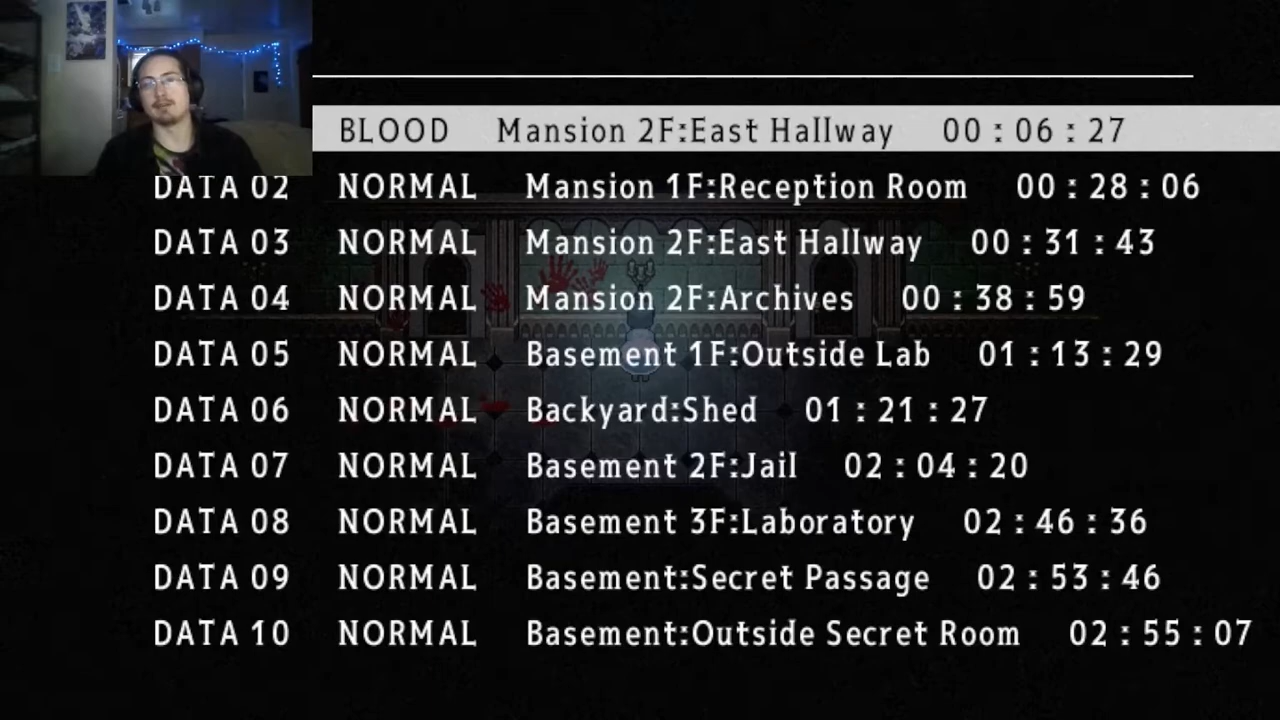 BLOOD Mansion 2F:East Hallway 00:06:27
DATA 02 NORMAL Mansion 1F:Reception Room 00:28:06
DATA 03 NORMAL Mansion 2F:East Hallway 00:31:43
DATA 04 NORMAL Mansion 2F:Archives 00:38:59
DATA 05 NORMAL Basement 1F:Outside Lab 01:13:29
DATA 06 NORMAL Backyard:Shed 01:21:27
DATA 07 NORMAL Basement 2F:Jail 02:04:20
DATA 08 NORMAL Basement 3F:Laboratory 02:46:36
DATA 09 NORMAL Basement:Secret Passage 02:53:46
DATA 10 NORMAL Basement:Outside Secret Room 02:55:07